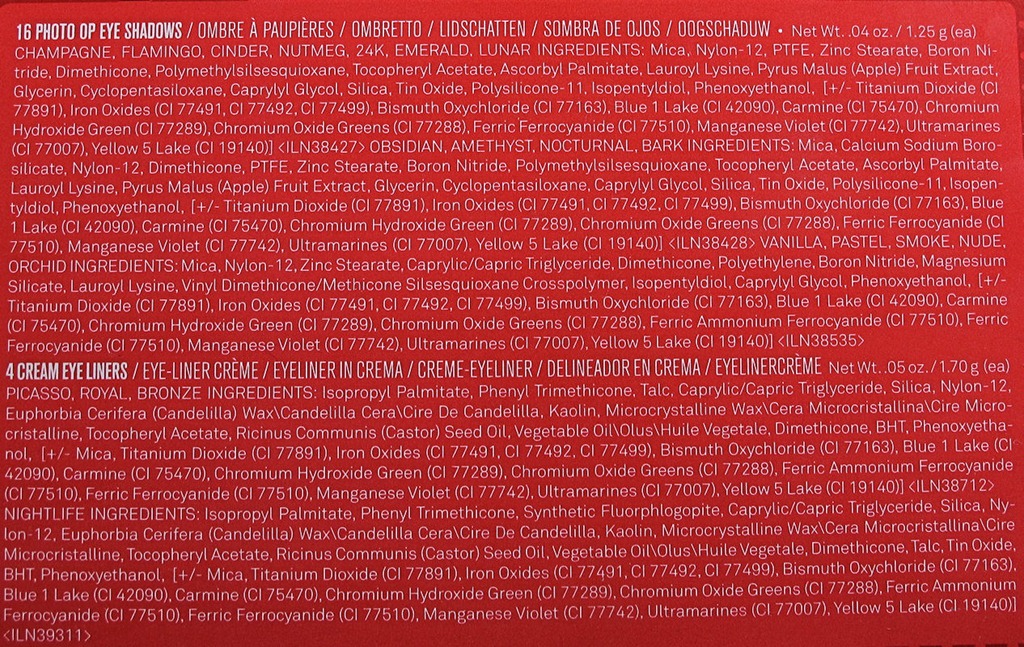 16 PHOTO OP EYE SHADOWS / OMBRE À PAUPIÈRES / OMBRETTO / LIDSCHATTEN / SOMBRA DE OJOS / OOGSCHADUW • Net Wt. .04 oz. / 1.25 g (ea)
CHAMPAGNE, FLAMINGO, CINDER, NUTMEG, 24K, EMERALD, LUNAR INGREDIENTS: Mica, Nylon-12, PTFE, Zinc Stearate, Boron Ni-
tride, Dimethicone, Polymethylsilsesquioxane, Tocopheryl Acetate, Ascorbyl Palmitate, Lauroyl Lysine, Pyrus Malus (Apple) Fruit Extract,
Glycerin, Cyclopentasiloxane, Caprylyl Glycol, Silica, Tin Oxide, Polysilicone-11, Isopentyldiol, Phenoxyethanol, [+/- Titanium Dioxide (CI
77891), Iron Oxides (CI 77491, CI 77492, CI 77499), Bismuth Oxychloride (CI 77163), Blue 1 Lake (CI 42090), Carmine (CI 75470), Chromium
Hydroxide Green (CI 77289), Chromium Oxide Greens (CI 77288), Ferric Ferrocyanide (CI 77510), Manganese Violet (CI 77742), Ultramarines
(CI 77007), Yellow 5 Lake (CI 19140)] <ILN38427> OBSIDIAN, AMETHYST, NOCTURNAL, BARK INGREDIENTS: Mica, Calcium Sodium Boro-
silicate, Nylon-12, Dimethicone, PTFE, Zinc Stearate, Boron Nitride, Polymethylsilsesquioxane, Tocopheryl Acetate, Ascorbyl Palmitate,
Lauroyl Lysine, Pyrus Malus (Apple) Fruit Extract, Glycerin, Cyclopentasiloxane, Caprylyl Glycol, Silica, Tin Oxide, Polysilicone-11, Isopen-
tyldiol, Phenoxyethanol, [+/- Titanium Dioxide (CI 77891), Iron Oxides (CI 77491, CI 77492, CI 77499), Bismuth Oxychloride (CI 77163), Blue
1 Lake (CI 42090), Carmine (CI 75470), Chromium Hydroxide Green (CI 77289), Chromium Oxide Greens (CI 77288), Ferric Ferrocyanide (CI
77510), Manganese Violet (CI 77742), Ultramarines (CI 77007), Yellow 5 Lake (CI 19140)] <ILN38428> VANILLA, PASTEL, SMOKE, NUDE,
ORCHID INGREDIENTS: Mica, Nylon-12, Zinc Stearate, Caprylic/Capric Triglyceride, Dimethicone, Polyethylene, Boron Nitride, Magnesium
Silicate, Lauroyl Lysine, Vinyl Dimethicone/Methicone Silsesquioxane Crosspolymer, Isopentyldiol, Caprylyl Glycol, Phenoxyethanol, [+/-
Titanium Dioxide (CI 77891), Iron Oxides (CI 77491, CI 77492, CI 77499), Bismuth Oxychloride (CI 77163), Blue 1 Lake (CI 42090), Carmine
(CI 75470), Chromium Hydroxide Green (CI 77289), Chromium Oxide Greens (CI 77288), Ferric Ammonium Ferrocyanide (CI 77510), Ferric
Ferrocyanide (CI 77510), Manganese Violet (CI 77742), Ultramarines (CI 77007), Yellow 5 Lake (CI 19140)] <ILN38535>
4 CREAM EYE LINERS / EYE-LINER CRÈME / EYELINER IN CREMA / CREME-EYELINER / DELINEADOR EN CREMA / EYELINERCRÈME Net Wt. .05 oz. / 1.70 g (ea)
PICASSO, ROYAL, BRONZE INGREDIENTS: Isopropyl Palmitate, Phenyl Trimethicone, Talc, Caprylic/Capric Triglyceride, Silica, Nylon-12,
Euphorbia Cerifera (Candelilla) Wax\Candelilla Cera\Cire De Candelilla, Kaolin, Microcrystalline Wax\Cera Microcristallina\Cire Micro-
cristalline, Tocopheryl Acetate, Ricinus Communis (Castor) Seed Oil, Vegetable Oil\Olus\Huile Vegetale, Dimethicone, BHT, Phenoxyetha-
nol, [+/- Mica, Titanium Dioxide (CI 77891), Iron Oxides (CI 77491, CI 77492, CI 77499), Bismuth Oxychloride (CI 77163), Blue 1 Lake (CI
42090), Carmine (CI 75470), Chromium Hydroxide Green (CI 77289), Chromium Oxide Greens (CI 77288), Ferric Ammonium Ferrocyanide
(CI 77510), Ferric Ferrocyanide (CI 77510), Manganese Violet (CI 77742), Ultramarines (CI 77007), Yellow 5 Lake (CI 19140)] <ILN38712>
NIGHTLIFE INGREDIENTS: Isopropyl Palmitate, Phenyl Trimethicone, Synthetic Fluorphlogopite, Caprylic/Capric Triglyceride, Silica, Ny-
lon-12, Euphorbia Cerifera (Candelilla) Wax\Candelilla Cera\Cire De Candelilla, Kaolin, Microcrystalline Wax\Cera Microcristallina\Cire
Microcristalline, Tocopheryl Acetate, Ricinus Communis (Castor) Seed Oil, Vegetable Oil\Olus\Huile Vegetale, Dimethicone, Talc, Tin Oxide,
BHT, Phenoxyethanol, [+/- Mica, Titanium Dioxide (CI 77891), Iron Oxides (CI 77491, CI 77492, CI 77499), Bismuth Oxychloride (CI 77163),
Blue 1 Lake (CI 42090), Carmine (CI 75470), Chromium Hydroxide Green (CI 77289), Chromium Oxide Greens (CI 77288), Ferric Ammonium
Ferrocyanide (CI 77510), Ferric Ferrocyanide (CI 77510), Manganese Violet (CI 77742), Ultramarines (CI 77007), Yellow 5 Lake (CI 19140)]
<ILN39311>